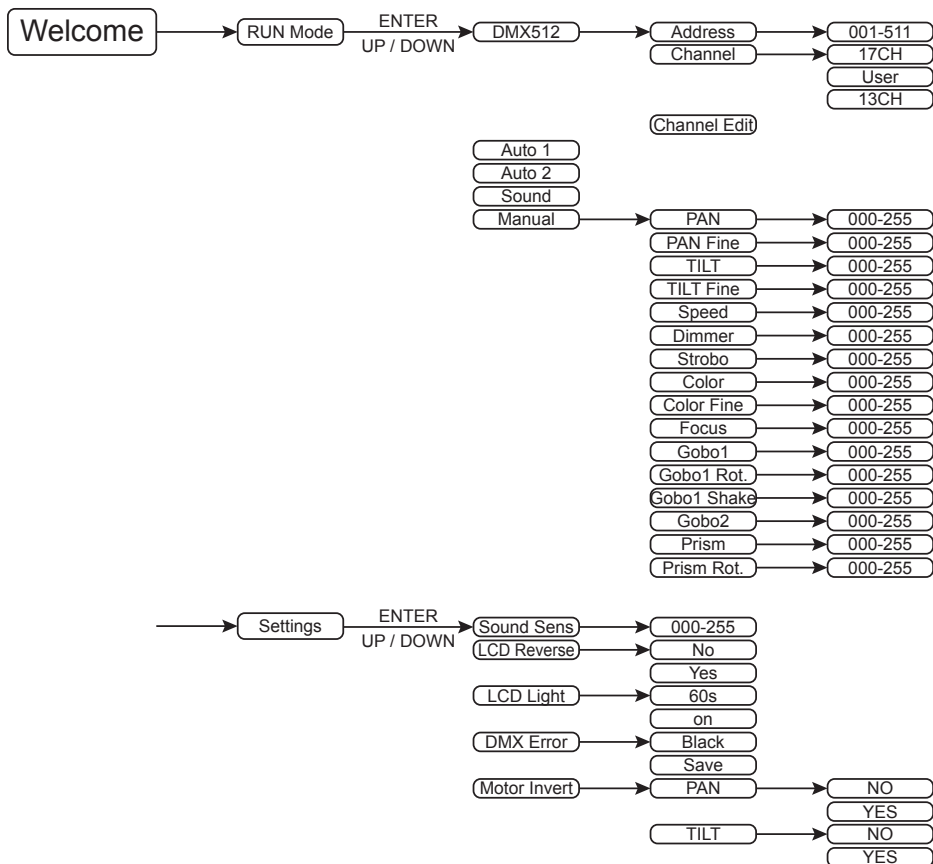 Welcome RUN Mode ENTER UP / DOWN DMX512 Address 001-511
Channel 17CH
User
13CH
Channel Edit
Auto 1
Auto 2
Sound
Manual PAN 000-255
PAN Fine 000-255
TILT 000-255
TILT Fine 000-255
Speed 000-255
Dimmer 000-255
Strobo 000-255
Color 000-255
Color Fine 000-255
Focus 000-255
Gobo1 000-255
Gobo1 Rot. 000-255
Gobo1 Shake 000-255
Gobo2 000-255
Prism 000-255
Prism Rot. 000-255
Settings ENTER UP / DOWN Sound Sens 000-255
LCD Reverse No
Yes
LCD Light 60s
on
DMX Error Black
Save
Motor Invert PAN NO
YES
TILT NO
YES